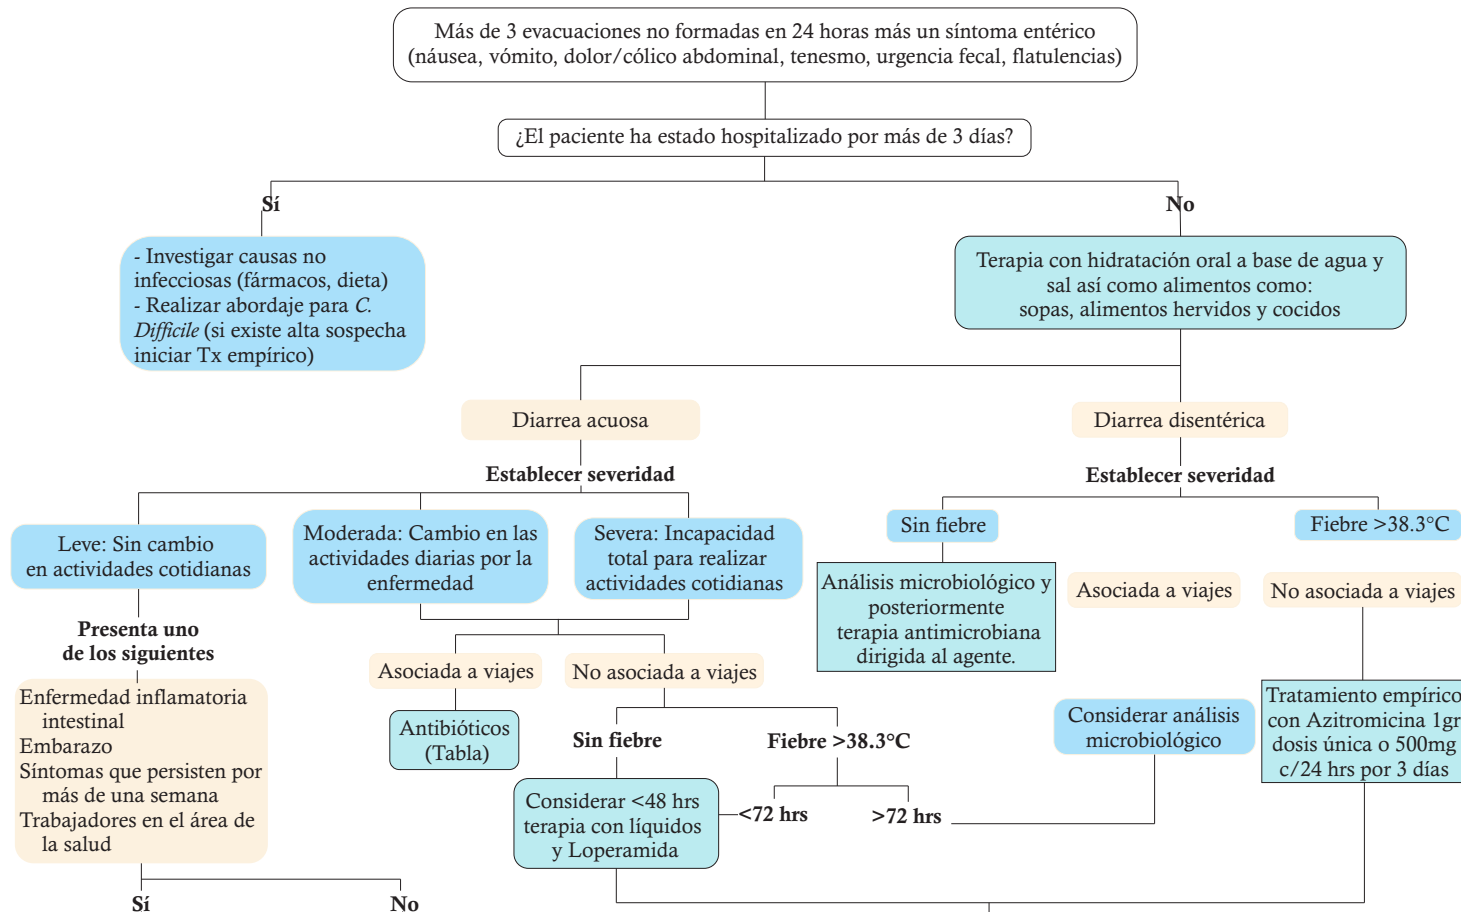 Más de 3 evacuaciones no formadas en 24 horas más un síntoma entérico
(náusea, vómito, dolor/cólico abdominal, tenesmo, urgencia fecal, flatulencias)
¿El paciente ha estado hospitalizado por más de 3 días?
Sí
No
- Investigar causas no
infecciosas (fármacos, dieta)
- Realizar abordaje para C.
Difficile (si existe alta sospecha
iniciar Tx empírico)
Terapia con hidratación oral a base de agua y
sal así como alimentos como:
sopas, alimentos hervidos y cocidos
Diarrea acuosa
Diarrea disentérica
Establecer severidad
Establecer severidad
Leve: Sin cambio
en actividades cotidianas
Moderada: Cambio en las
actividades diarias por la
enfermedad
Severa: Incapacidad
total para realizar
actividades cotidianas
Sin fiebre
Fiebre >38.3°C
Análisis microbiológico y
posteriormente
terapia antimicrobiana
dirigida al agente.
Asociada a viajes
No asociada a viajes
Presenta uno
de los siguientes
Asociada a viajes
No asociada a viajes
Enfermedad inflamatoria
intestinal
Embarazo
Síntomas que persisten por
más de una semana
Trabajadores en el área de
la salud
Antibióticos
(Tabla)
Sin fiebre
Fiebre >38.3°C
Considerar análisis
microbiológico
Tratamiento empírico
con Azitromicina 1gr
dosis única o 500mg
c/24 hrs por 3 días
Considerar <48 hrs
terapia con líquidos
y Loperamida
<72 hrs
>72 hrs
Sí
No